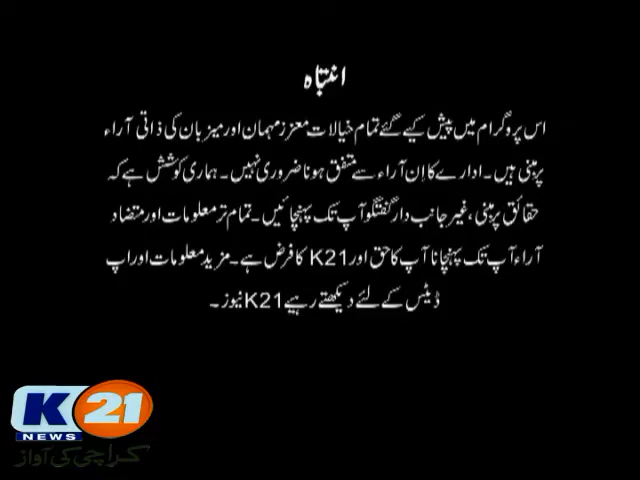 انتباہ
اس پروگرام میں پیش کیے گئے تمام خیالات معزز مہمان اور میزبان کی ذاتی آراء
پر مبنی ہیں۔ ادارے کا اِن آراء سے متفق ہونا ضروری نہیں۔ ہماری کوشش ہے کہ
حقائق پر مبنی، غیر جانب دار گفتگو آپ تک پہنچائیں۔ تمام تر معلومات اور متضاد
آراء آپ تک پہنچانا آپ کا حق اور K21 کا فرض ہے۔ مزید معلومات اور اپ
ڈیٹس کے لئے دیکھتے رہیے K21 نیوز۔
K21
NEWS
کراچی کی آواز